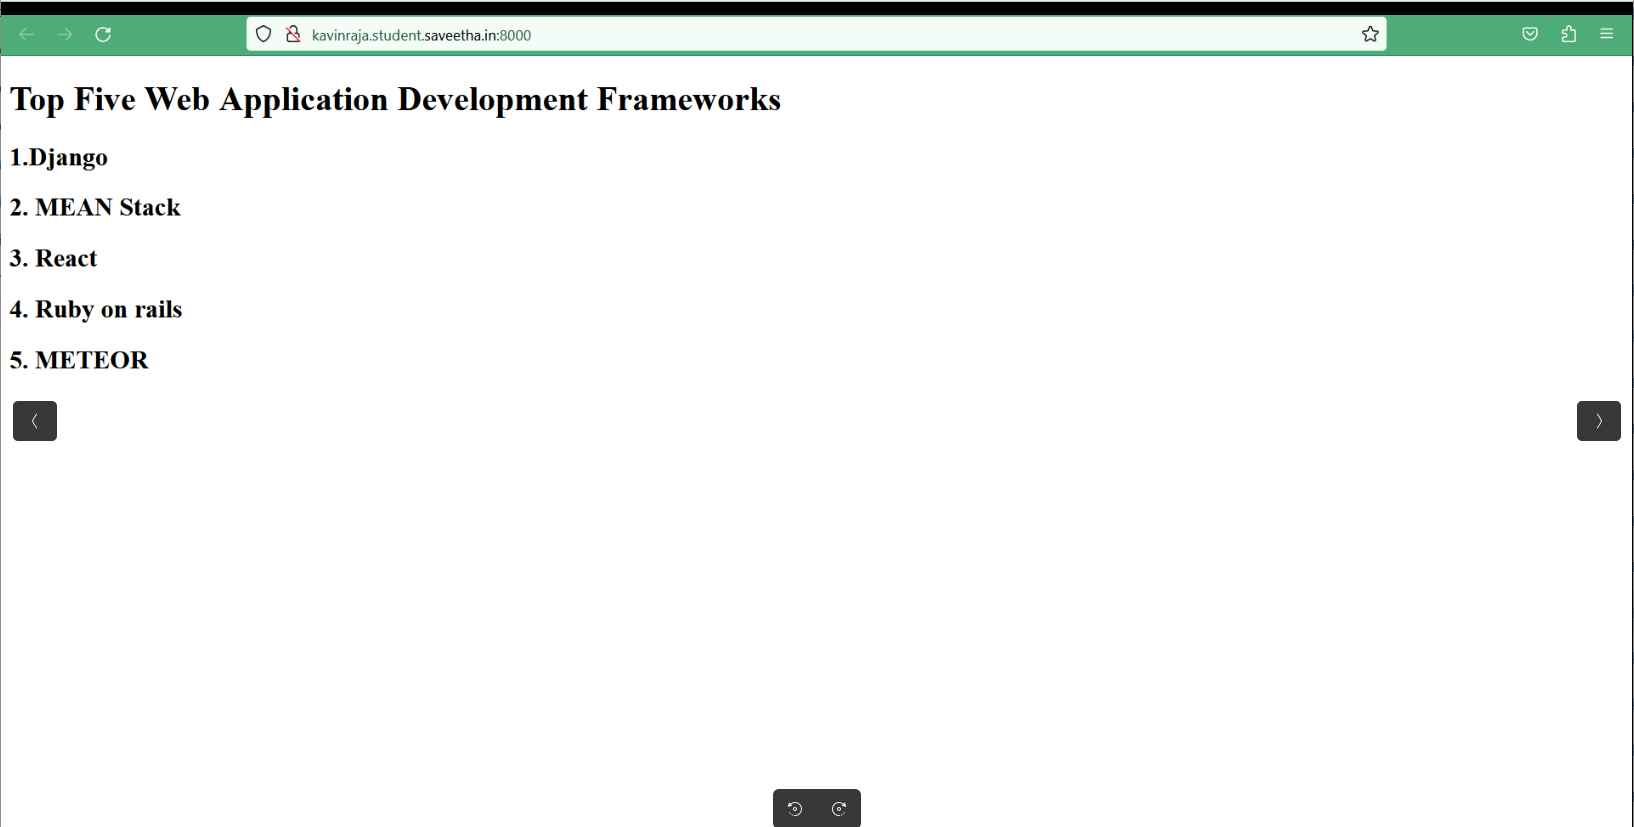 kavinraja.student.saveetha.in:8000
Top Five Web Application Development Frameworks
1.Django
2. MEAN Stack
3. React
4. Ruby on rails
5. METEOR